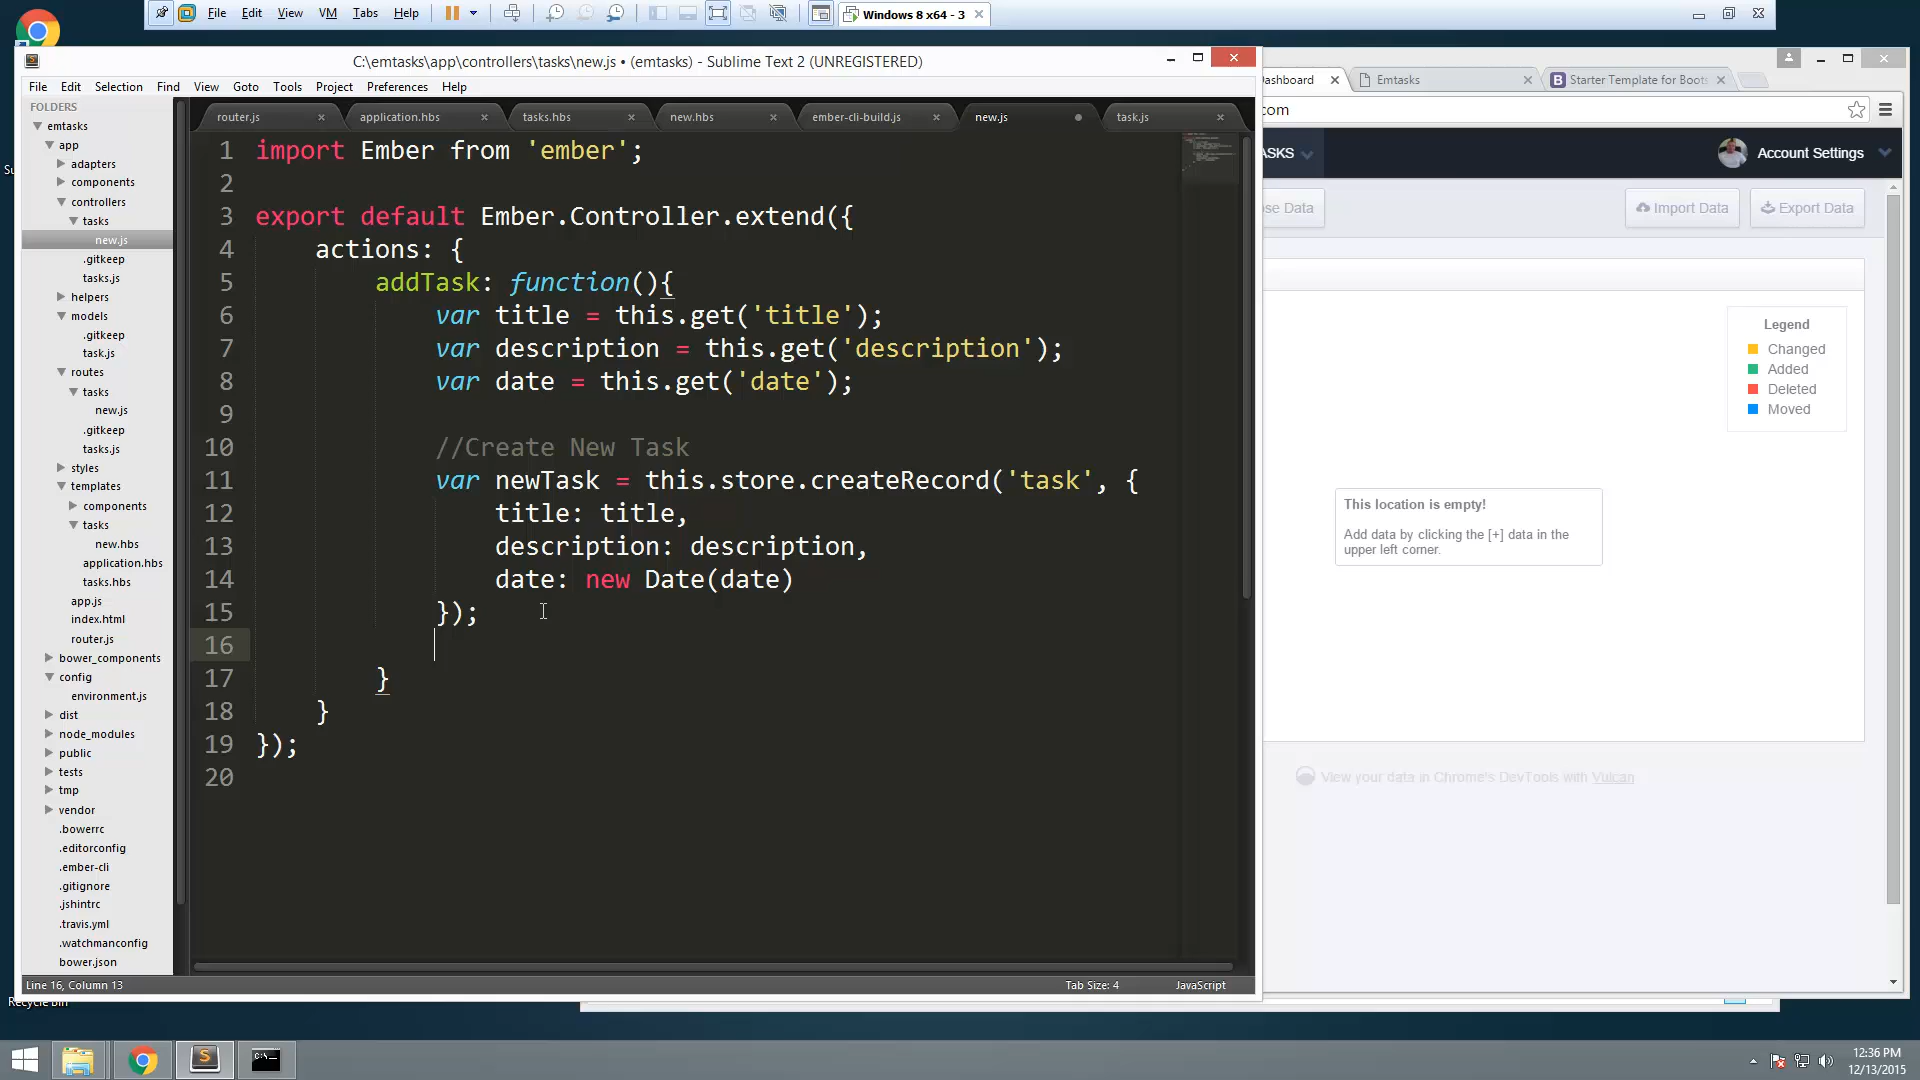 File Edit View VM Tabs Help
Windows 8 x64 - 3
C:\emtasks\app\controllers\tasks\new.js • (emtasks) - Sublime Text 2 (UNREGISTERED)
File Edit Selection Find View Goto Tools Project Preferences Help
FOLDERS
emtasks
app
adapters
components
controllers
tasks
new.js
.gitkeep
tasks.js
helpers
models
.gitkeep
task.js
routes
tasks
new.js
.gitkeep
tasks.js
styles
templates
components
tasks
new.hbs
application.hbs
tasks.hbs
app.js
index.html
router.js
bower_components
config
environment.js
dist
node_modules
public
tests
tmp
vendor
.bowerrc
.editorconfig
.ember-cli
.gitignore
.jshintrc
.travis.yml
.watchmanconfig
bower.json
router.js application.hbs tasks.hbs new.hbs ember-cli-build.js new.js task.js
1 import Ember from 'ember';
2
3 export default Ember.Controller.extend({
4 actions: {
5 addTask: function(){
6 var title = this.get('title');
7 var description = this.get('description');
8 var date = this.get('date');
9
10 //Create New Task
11 var newTask = this.store.createRecord('task', {
12 title: title,
13 description: description,
14 date: new Date(date)
15 });
16
17 }
18 }
19 });
20
Line 16, Column 13
Tab Size: 4 JavaScript
Dashboard Emtasks Starter Template for Boots
com
ASKS Account Settings
ose Data Import Data Export Data
Legend
Changed
Added
Deleted
Moved
This location is empty!
Add data by clicking the [+] data in the
upper left corner.
View your data in Chrome's DevTools with Vulcan
Su
Recycle Bin
12:36 PM
12/13/2015